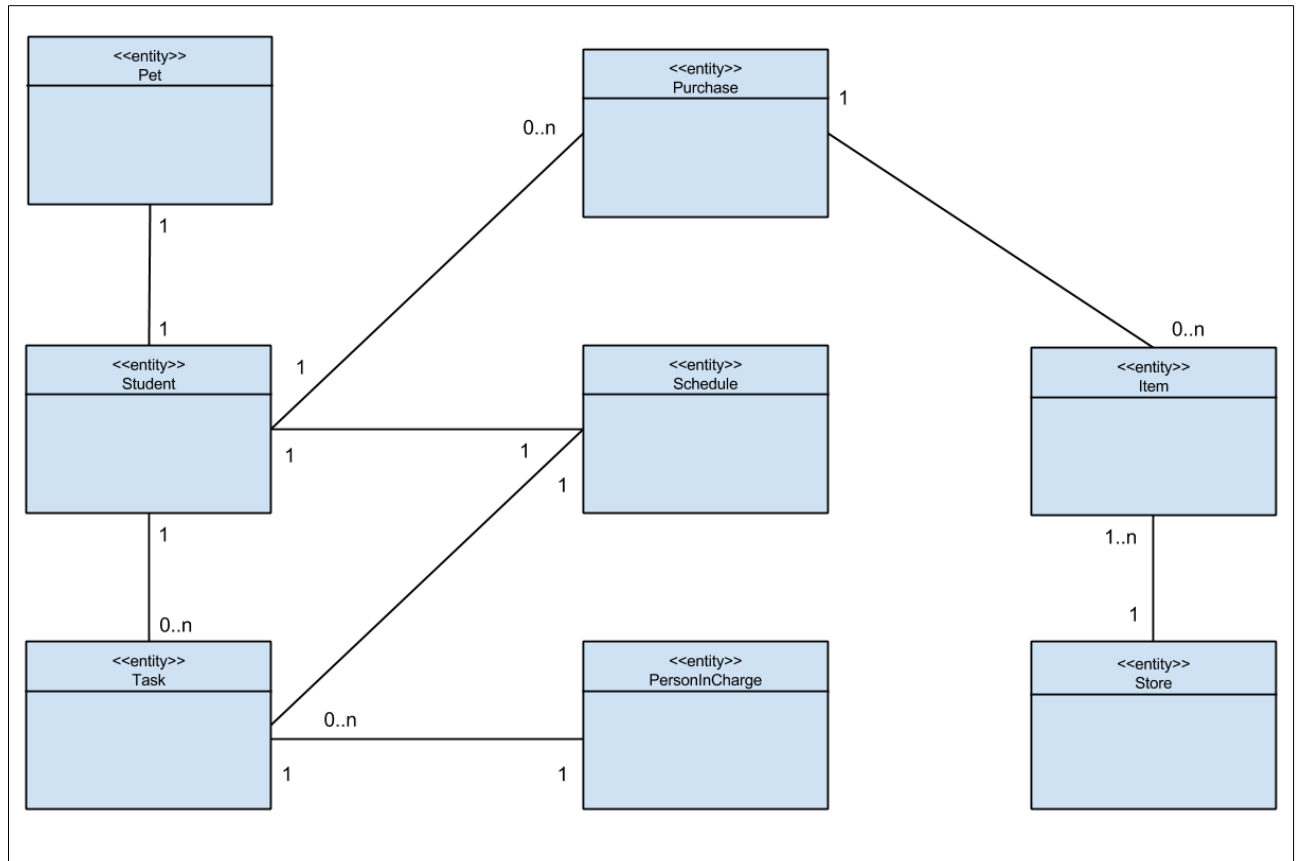 <<entity>>
Pet
<<entity>>
Purchase
1
0..n
1
1
0..n
<<entity>>
Student
1
<<entity>>
Schedule
<<entity>>
Item
1
1
1
1
1..n
0..n
1
<<entity>>
Task
<<entity>>
PersonInCharge
<<entity>>
Store
0..n
1
1